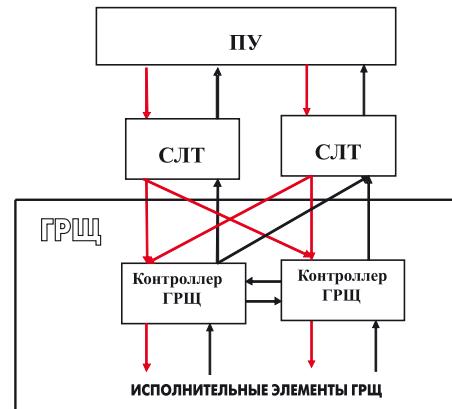 ПУ
СЛТ
СЛТ
ГРЩ
Контроллер
ГРЩ
Контроллер
ГРЩ
ИСПОЛНИТЕЛЬНЫЕ ЭЛЕМЕНТЫ ГРЩ